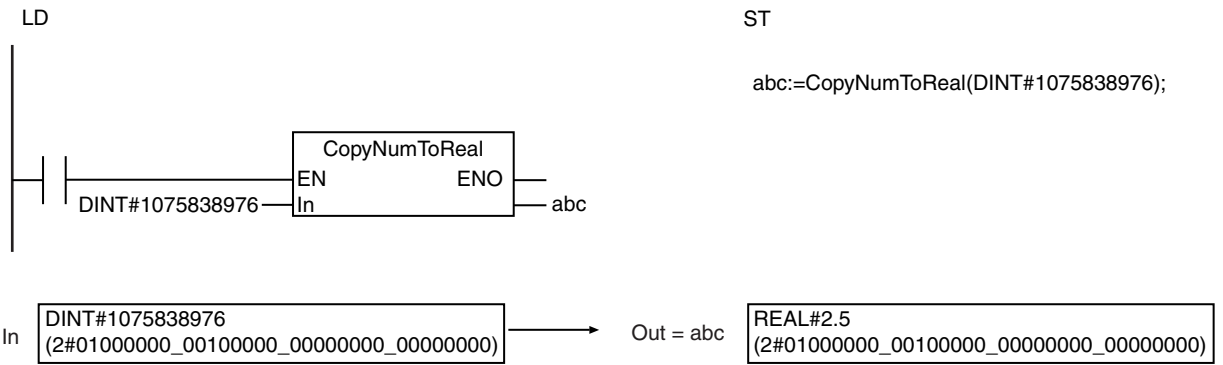 LD
ST
abc:=CopyNumToReal(DINT#1075838976);
CopyNumToReal
EN ENO
DINT#1075838976 In abc
In
DINT#1075838976
(2#01000000_00100000_00000000_00000000)
Out = abc
REAL#2.5
(2#01000000_00100000_00000000_00000000)